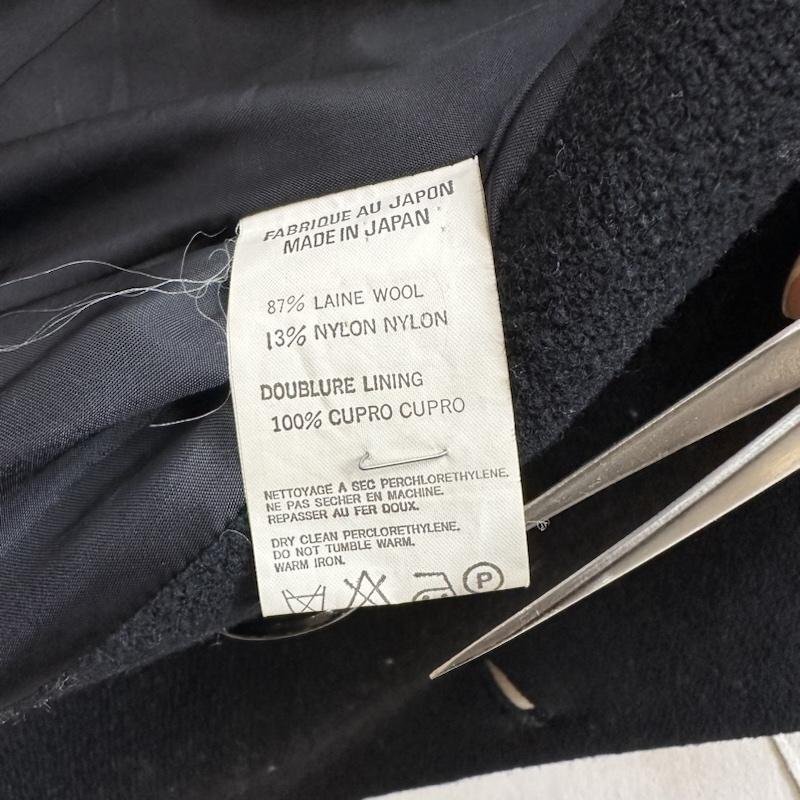 FABRIQUE AU JAPON
MADE IN JAPAN
87% LAINE WOOL
13% NYLON NYLON
DOUBLURE LINING
100% CUPRO CUPRO
NETTOYAGE A SEC PERCHLORETHYLENE.
NE PAS SECHER EN MACHINE.
REPASSER AU FER DOUX.
DRY CLEAN PERCLORETHYLENE.
DO NOT TUMBLE WARM.
WARM IRON.
P